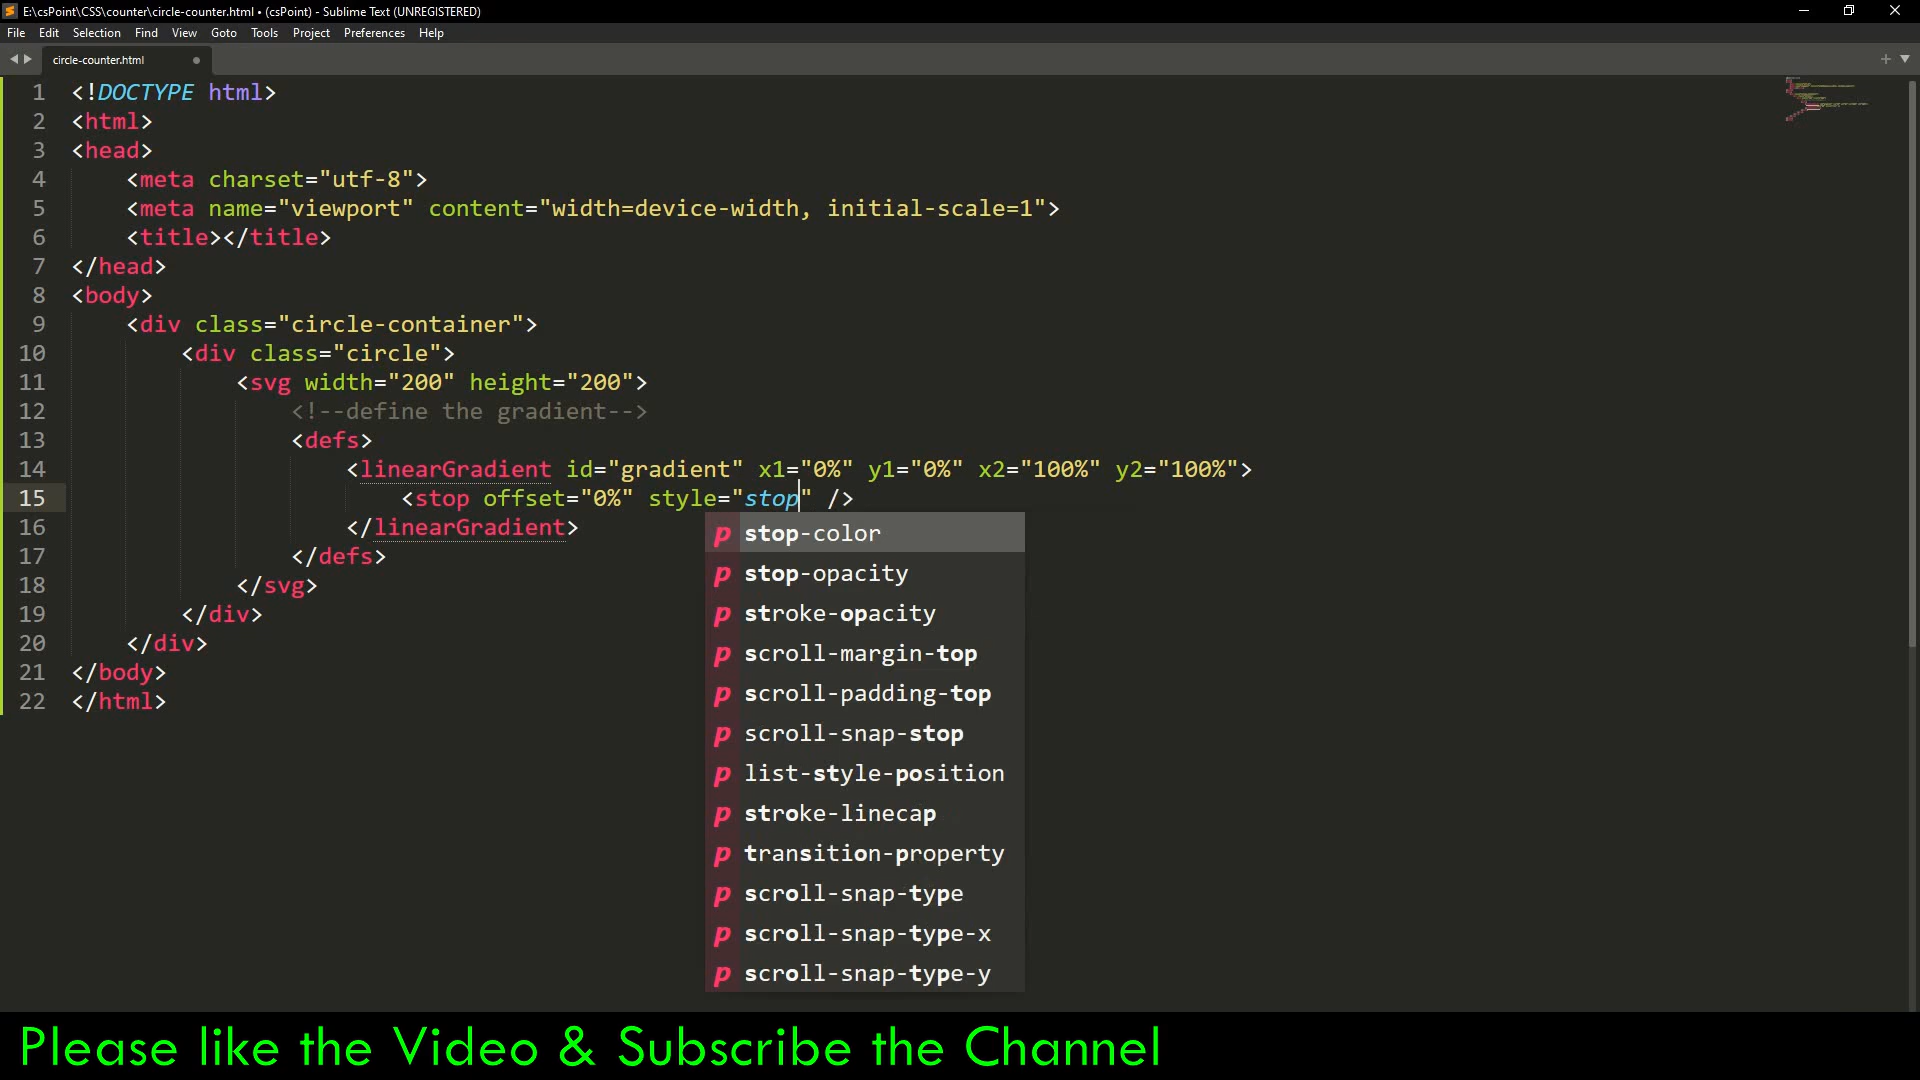 E:\csPoint\CSS\counter\circle-counter.html • (csPoint) - Sublime Text (UNREGISTERED)
File Edit Selection Find View Goto Tools Project Preferences Help
circle-counter.html
1 <!DOCTYPE html>
2 <html>
3 <head>
4 <meta charset="utf-8">
5 <meta name="viewport" content="width=device-width, initial-scale=1">
6 <title></title>
7 </head>
8 <body>
9 <div class="circle-container">
10 <div class="circle">
11 <svg width="200" height="200">
12 <!--define the gradient-->
13 <defs>
14 <linearGradient id="gradient" x1="0%" y1="0%" x2="100%" y2="100%">
15 <stop offset="0%" style="stop" />
16 </linearGradient>
17 </defs>
18 </svg>
19 </div>
20 </div>
21 </body>
22 </html>
p stop-color
p stop-opacity
p stroke-opacity
p scroll-margin-top
p scroll-padding-top
p scroll-snap-stop
p list-style-position
p stroke-linecap
p transition-property
p scroll-snap-type
p scroll-snap-type-x
p scroll-snap-type-y
Please like the Video & Subscribe the Channel